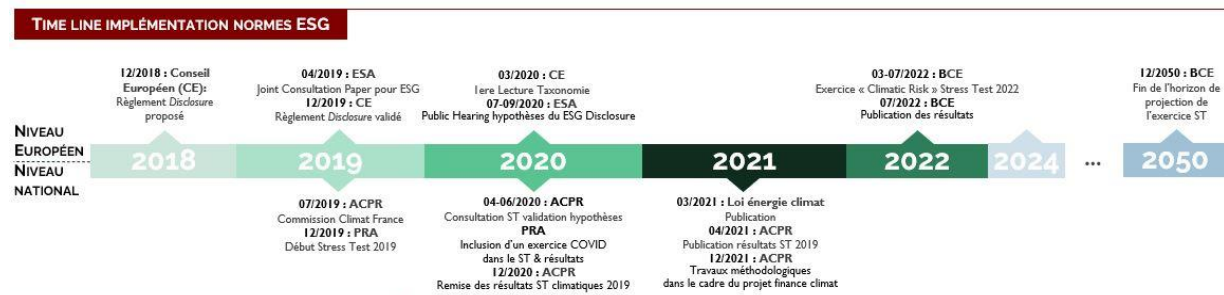 TIME LINE IMPLÉMENTATION NORMES ESG
12/2018 : Conseil
Européen (CE):
Règlement Disclosure
proposé
04/2019 : ESA
Joint Consultation Paper pour ESG
12/2019 : CE
Règlement Disclosure validé
03/2020 : CE
1ere Lecture Taxonomie
07-09/2020 : ESA
Public Hearing hypothèses du ESG Disclosure
03-07/2022 : BCE
Exercice « Climatic Risk » Stress Test 2022
07/2022 : BCE
Publication des résultats
12/2050 : BCE
Fin de l'horizon de
projection de
l'exercice ST
NIVEAU
EUROPÉEN
NIVEAU
NATIONAL
2018
2019
2020
2021
2022
2024
...
2050
07/2019 : ACPR
Commission Climat France
12/2019 : PRA
Début Stress Test 2019
04-06/2020 : ACPR
Consultation ST validation hypothèses
PRA
Inclusion d'un exercice COVID
dans le ST & résultats
12/2020 : ACPR
Remise des résultats ST climatiques 2019
03/2021 : Loi énergie climat
Publication
04/2021 : ACPR
Publication résultats ST 2019
12/2021 : ACPR
Travaux méthodologiques
dans le cadre du projet finance climat